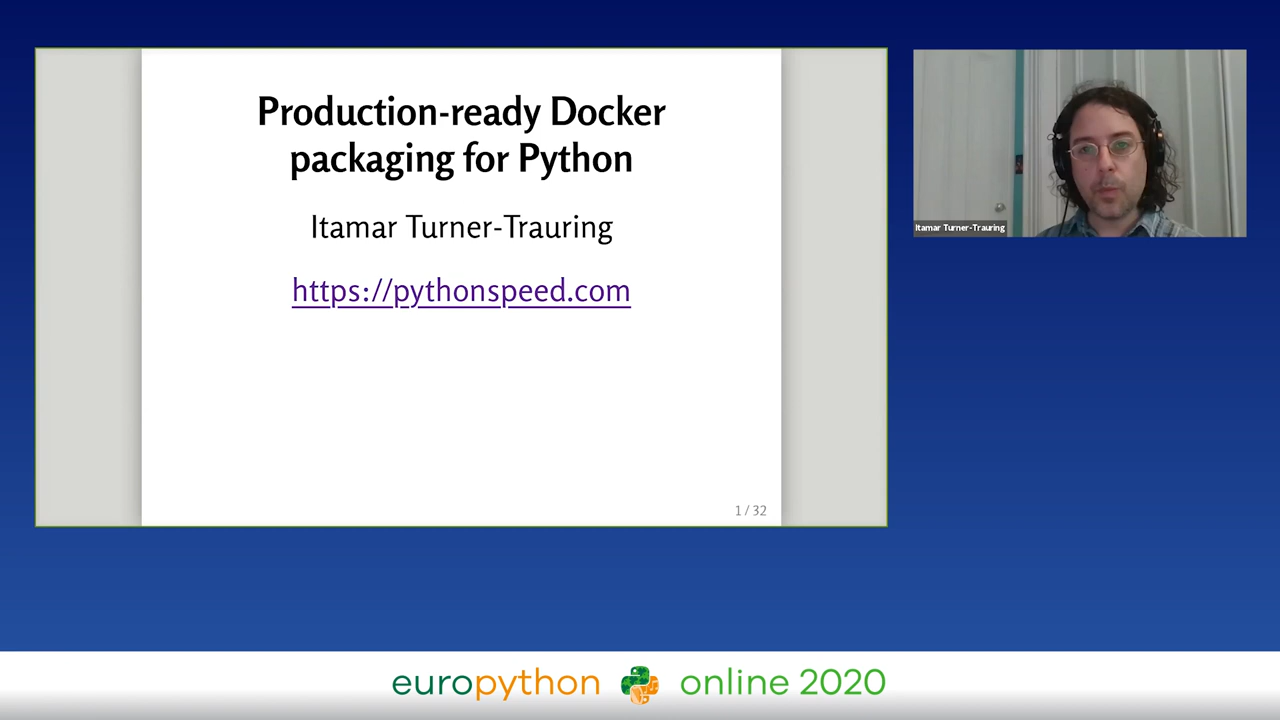 Production-ready Docker
packaging for Python
Itamar Turner-Trauring
https://pythonspeed.com
1 / 32
Itamar Turner-Trauring
europython online 2020